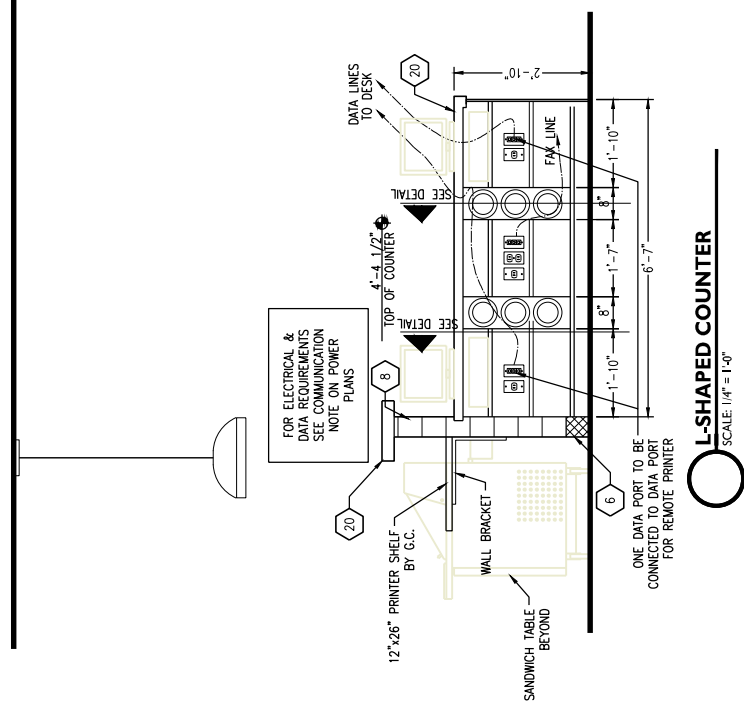 FOR ELECTRICAL &
DATA REQUIREMENTS
SEE COMMUNICATION
NOTE ON POWER
PLANS
DATA LINES
TO DESK
20
20
8
4'-4 1/2"
TOP OF COUNTER
SEE DETAIL
SEE DETAIL
2'-10"
12"x26" PRINTER SHELF
BY G.C.
WALL BRACKET
SANDWICH TABLE
BEYOND
6
FAX LINE
1'-10"
8"
1'-7"
8"
1'-10"
6'-7"
ONE DATA PORT TO BE
CONNECTED TO DATA PORT
FOR REMOTE PRINTER
L-SHAPED COUNTER
SCALE: 1/4" = 1'-0"